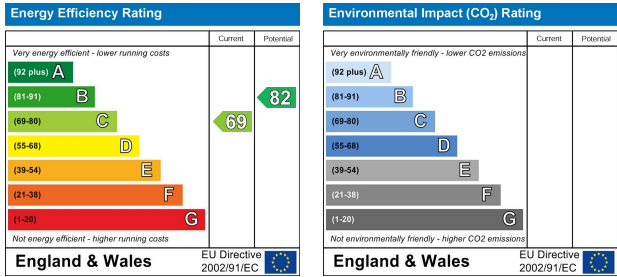 Energy Efficiency Rating
Current Potential
Very energy efficient - lower running costs
(92 plus) A
(81-91) B
82
(69-80) C
69
(55-68) D
(39-54) E
(21-38) F
(1-20) G
Not energy efficient - higher running costs
England & Wales
EU Directive
2002/91/EC
Environmental Impact (CO₂) Rating
Current Potential
Very environmentally friendly - lower CO2 emissions
(92 plus) A
(81-91) B
(69-80) C
(55-68) D
(39-54) E
(21-38) F
(1-20) G
Not environmentally friendly - higher CO2 emissions
England & Wales
EU Directive
2002/91/EC